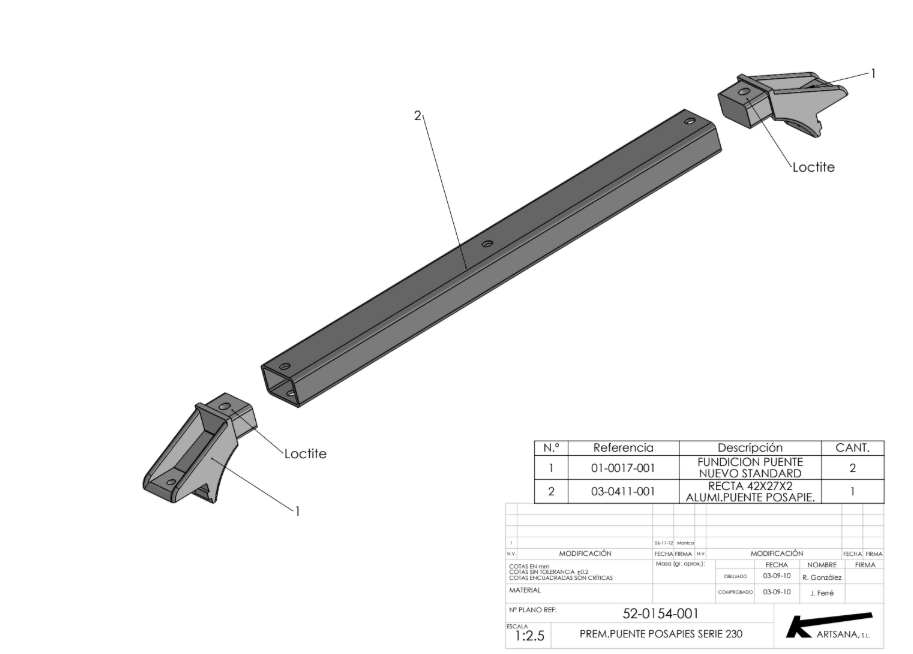 1
2
Loctite
Loctite
1
N.º Referencia Descripción CANT.
1 01-0017-001 FUNDICION PUENTE NUEVO STANDARD 2
2 03-0411-001 RECTA 42X27X2 ALUMI.PUENTE POSAPIE. 1
1 Monica
N.V. MODIFICACIÓN FECHA FIRMA N.V. MODIFICACIÓN FECHA FIRMA
COTAS EN mm
COTAS SIN TOLERANCIA ±0.2
COTAS ENCUADRADAS SON CRÍTICAS
Masa (gr. aprox.):
FECHA NOMBRE FIRMA
DIBUJADO 03-09-10 R. González
MATERIAL
COMPROBADO 03-09-10 J. Ferré
Nº PLANO REF: 52-0154-001
ESCALA
1:2.5 PREM.PUENTE POSAPIES SERIE 230
ARTSANA, S.L.